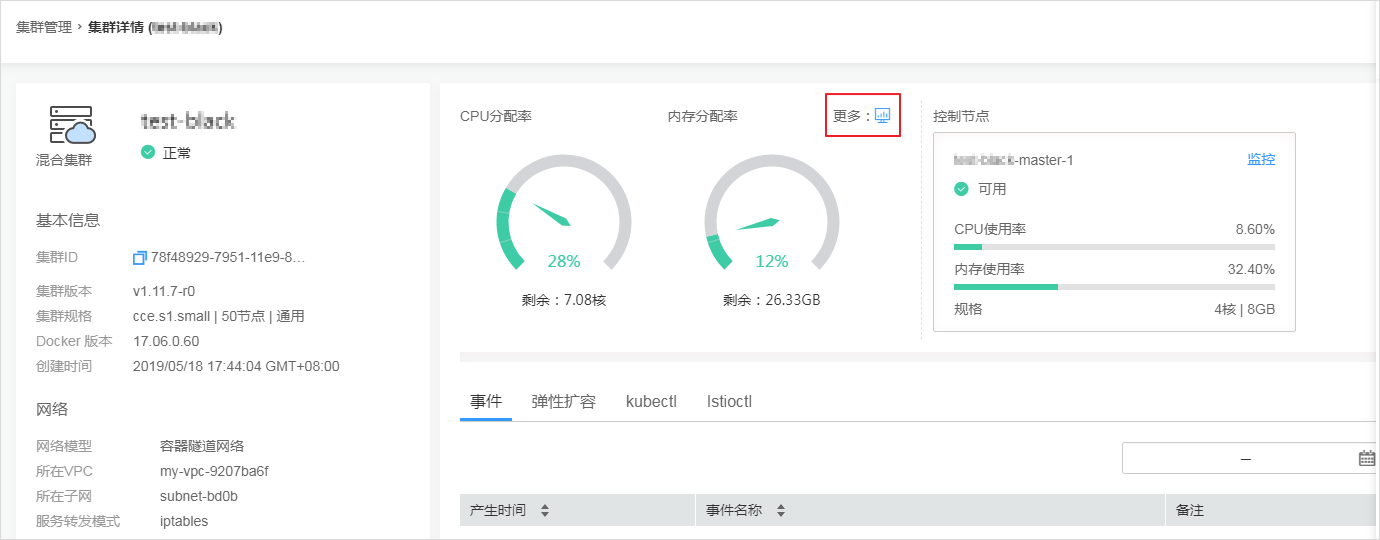 集群管理 › 集群详情 (test-black)
test-black
混合集群
正常
基本信息
集群ID 78f48929-7951-11e9-8...
集群版本 v1.11.7-r0
集群规格 cce.s1.small | 50节点 | 通用
Docker 版本 17.06.0.60
创建时间 2019/05/18 17:44:04 GMT+08:00
网络
网络模型 容器隧道网络
所在VPC my-vpc-9207ba6f
所在子网 subnet-bd0b
服务转发模式 iptables
CPU分配率
28%
剩余：7.08核
内存分配率
12%
剩余：26.33GB
更多：
控制节点
test-black-master-1 监控
可用
CPU使用率 8.60%
内存使用率 32.40%
规格 4核 | 8GB
事件 弹性扩容 kubectl Istioctl
–
产生时间 事件名称 备注